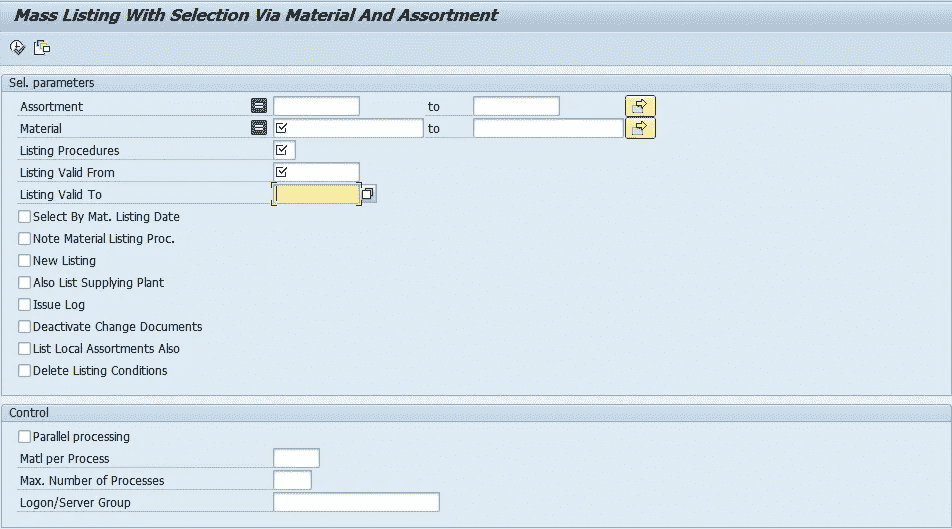 Mass Listing With Selection Via Material And Assortment
Sel. parameters
Assortment to
Material to
Listing Procedures
Listing Valid From
Listing Valid To
Select By Mat. Listing Date
Note Material Listing Proc.
New Listing
Also List Supplying Plant
Issue Log
Deactivate Change Documents
List Local Assortments Also
Delete Listing Conditions
Control
Parallel processing
Matl per Process
Max. Number of Processes
Logon/Server Group